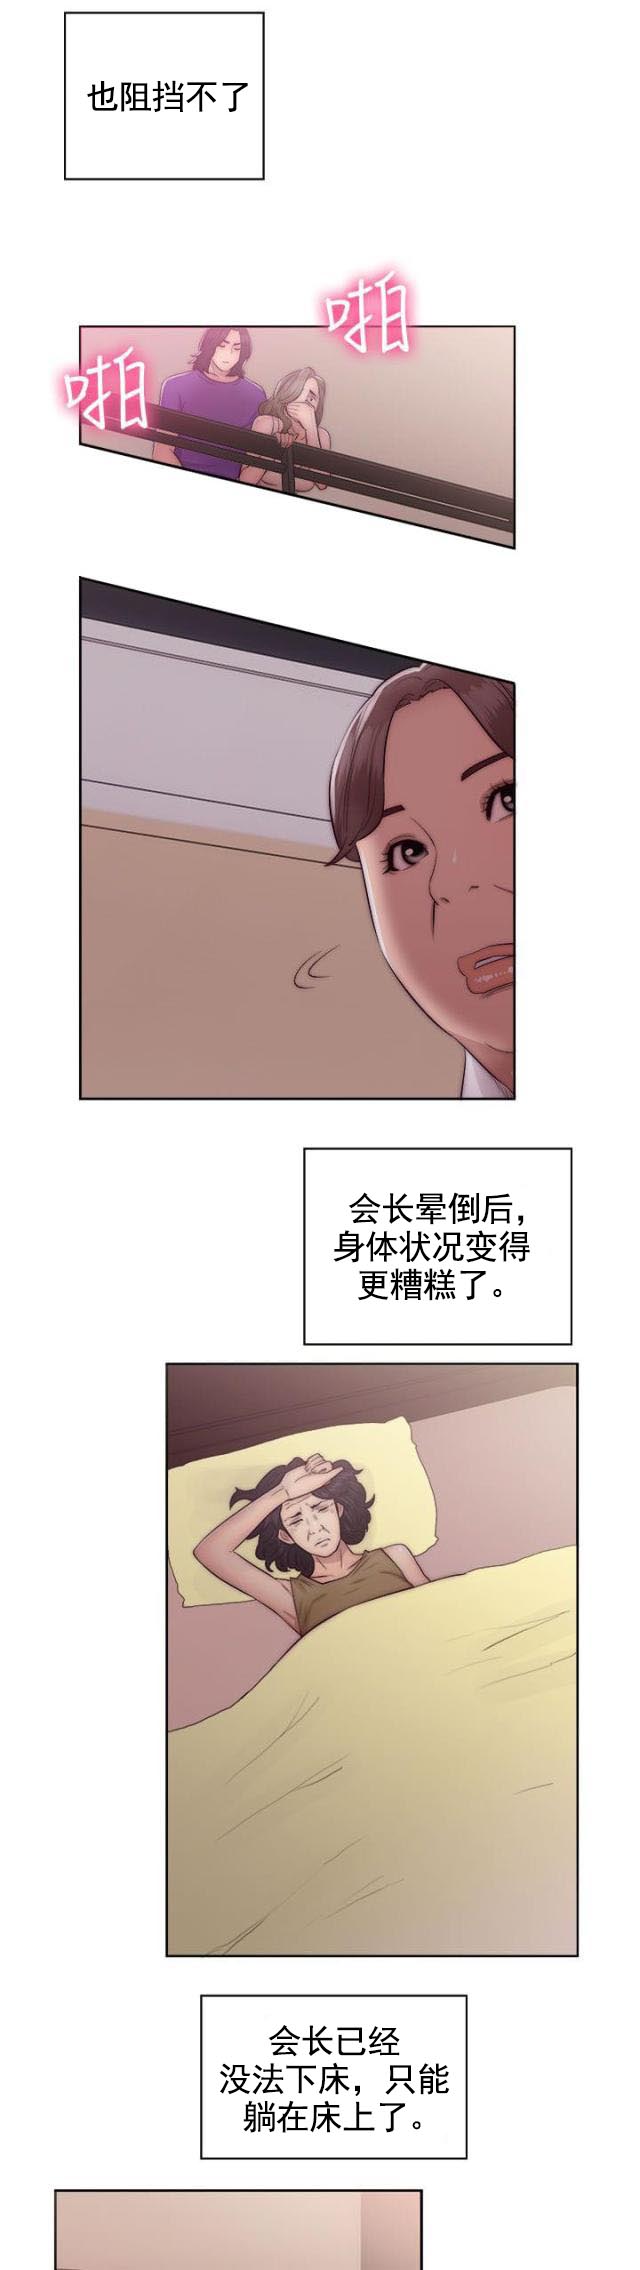 也阻挡不了
啪
啪
会长晕倒后，
身体状况变得
更糟糕了。
会长已经
没法下床，只能
躺在床上了。